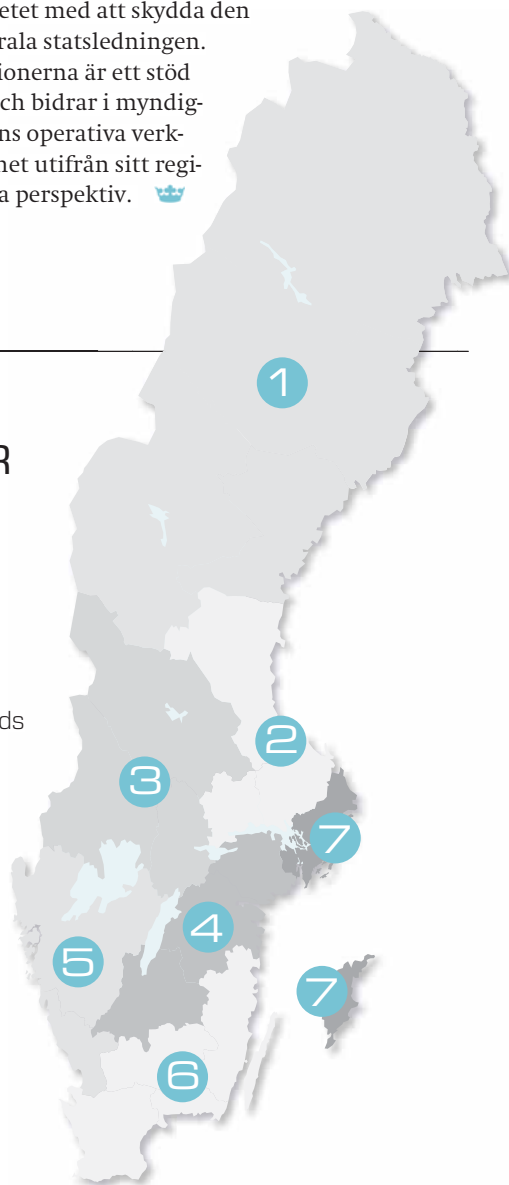 etet med att skydda den
rala statsledningen.
ionerna är ett stöd
ch bidrar i myndig-
ns operativa verk-
het utifrån sitt regi-
a perspektiv.
1
R
ds
2
3
7
4
5
7
6